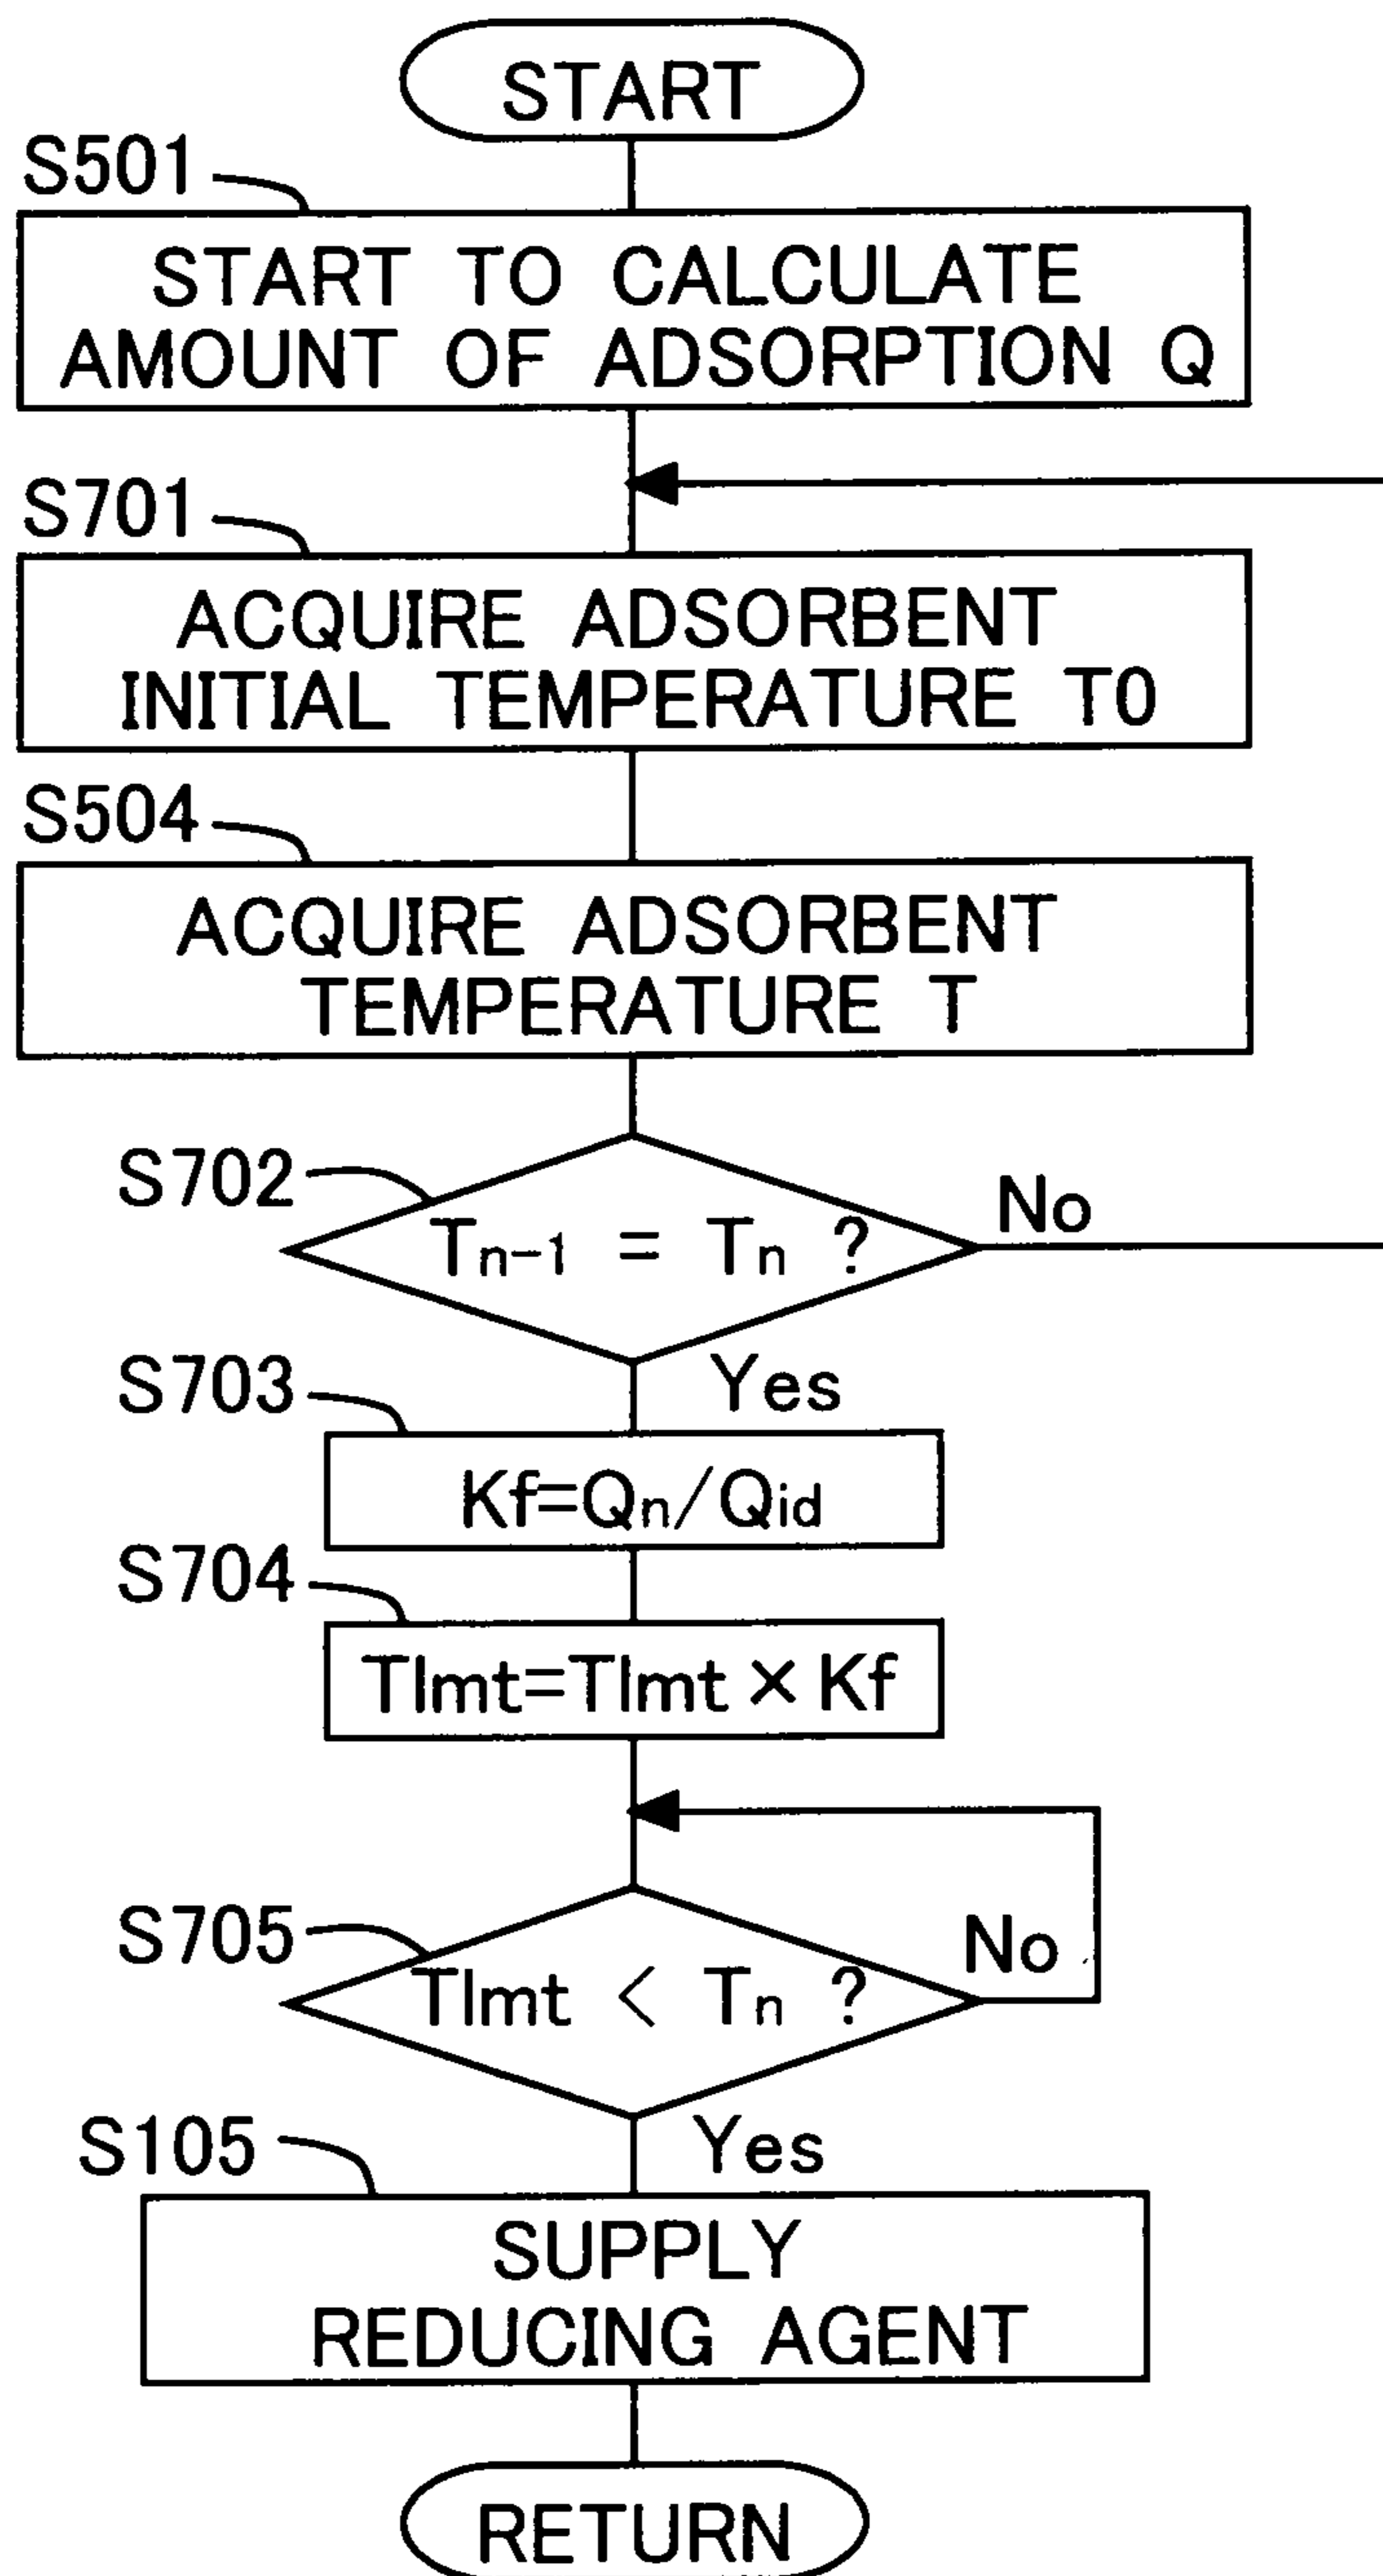 START
S501
START TO CALCULATE
AMOUNT OF ADSORPTION Q
S701
ACQUIRE ADSORBENT
INITIAL TEMPERATURE T0
S504
ACQUIRE ADSORBENT
TEMPERATURE T
S702
Tn-1 = Tn ?
No
Yes
S703
Kf=Qn/Qid
S704
Tlmt=Tlmt×Kf
S705
Tlmt < Tn ?
No
Yes
S105
SUPPLY
REDUCING AGENT
RETURN